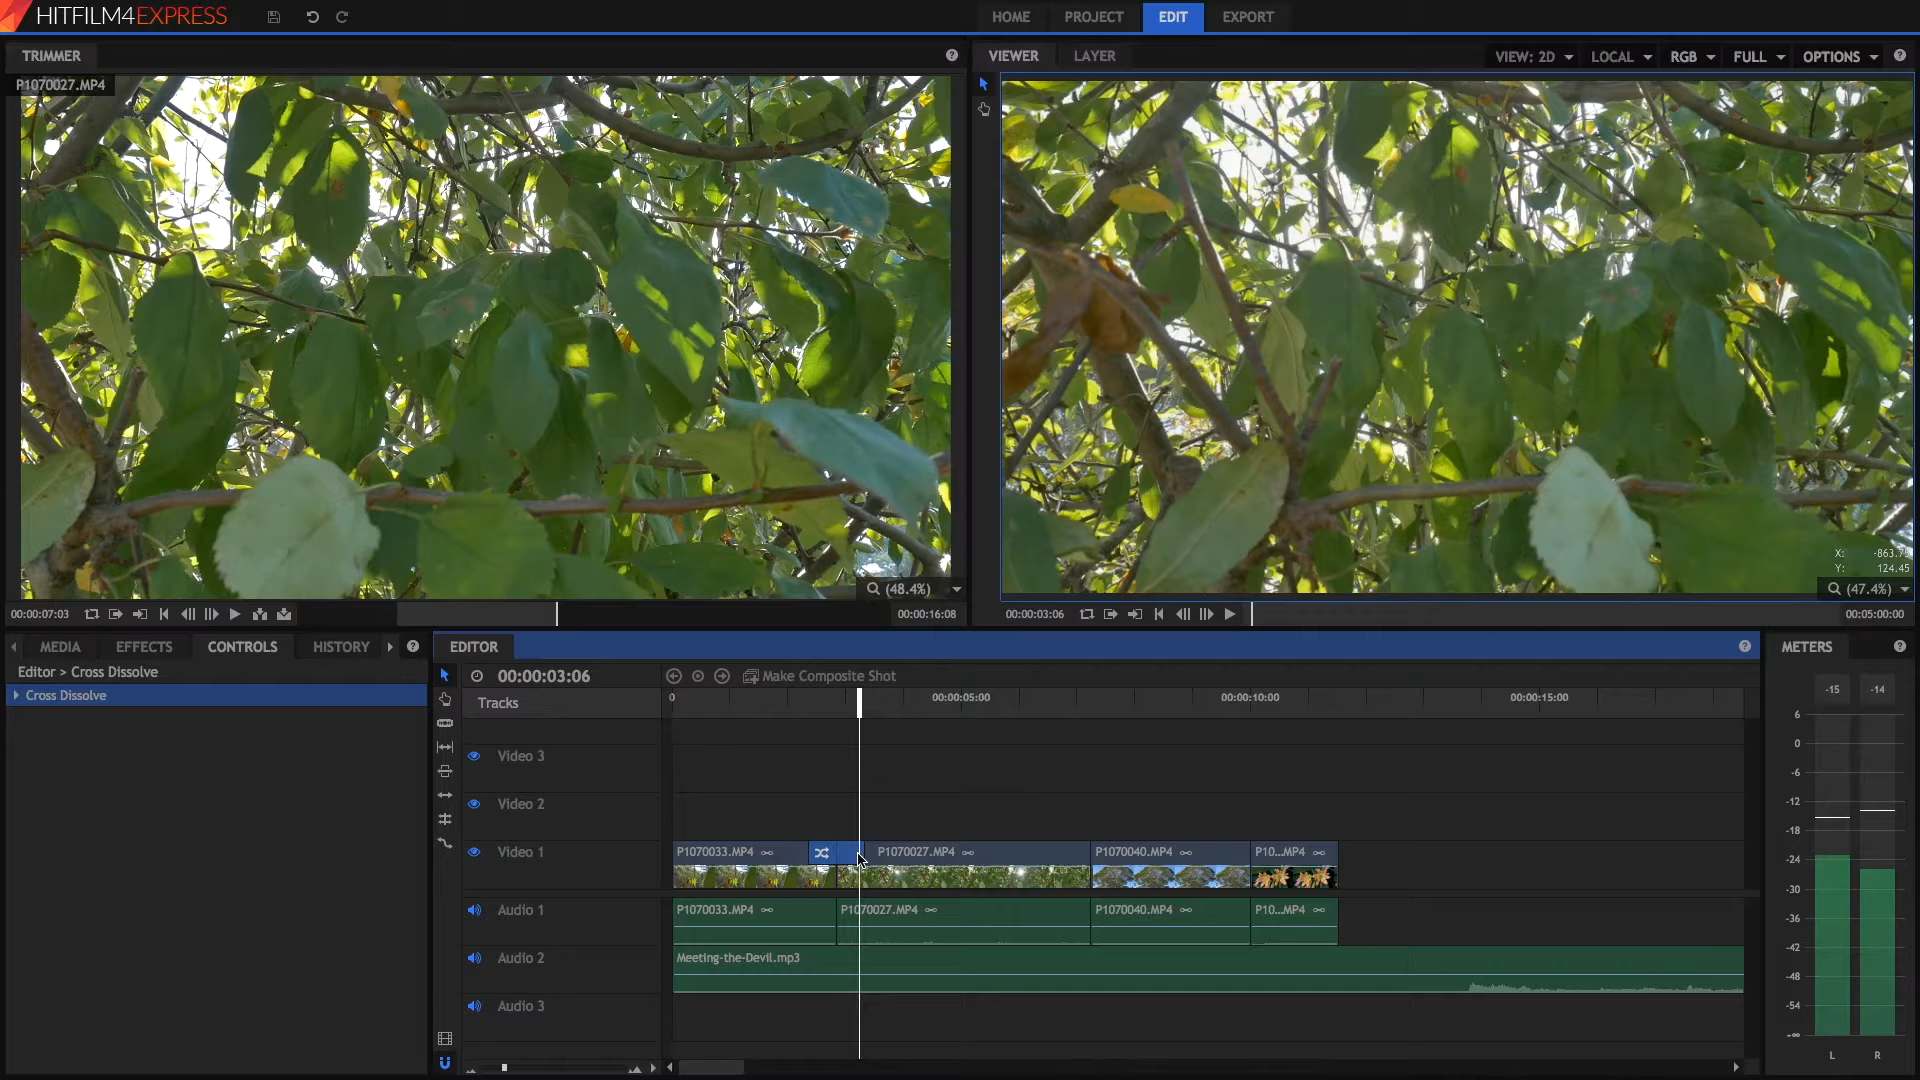 HITFILM4EXPRESS
HOME PROJECT EDIT EXPORT
TRIMMER
P1070027.MP4
VIEWER LAYER VIEW: 2D LOCAL RGB FULL OPTIONS
X: -863.75
Y: 124.45
(48.4%)
(47.4%)
00:00:07:03 00:00:16:08
00:00:03:06 00:05:00:00
MEDIA EFFECTS CONTROLS HISTORY
Editor > Cross Dissolve
Cross Dissolve
EDITOR
00:00:03:06 Make Composite Shot
Tracks 0 00:00:05:00 00:00:10:00 00:00:15:00
Video 3
Video 2
Video 1 P1070033.MP4 P1070027.MP4 P1070040.MP4 P10...MP4
Audio 1 P1070033.MP4 P1070027.MP4 P1070040.MP4 P10...MP4
Audio 2 Meeting-the-Devil.mp3
Audio 3
METERS
-15 -14
6
0
-6
-12
-18
-24
-30
-36
-42
-48
-54
-∞
L R